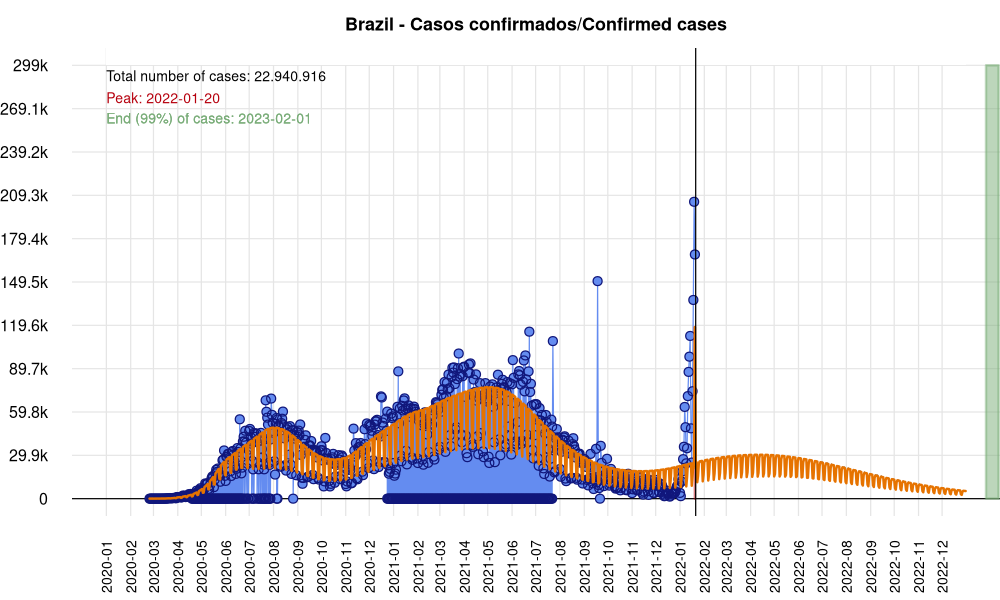 Brazil - Casos confirmados/Confirmed cases
299k
269.1k
239.2k
209.3k
179.4k
149.5k
119.6k
89.7k
59.8k
29.9k
0
Total number of cases: 22.940.916
Peak: 2022-01-20
End (99%) of cases: 2023-02-01
2020-01
2020-02
2020-03
2020-04
2020-05
2020-06
2020-07
2020-08
2020-09
2020-10
2020-11
2020-12
2021-01
2021-02
2021-03
2021-04
2021-05
2021-06
2021-07
2021-08
2021-09
2021-10
2021-11
2021-12
2022-01
2022-02
2022-03
2022-04
2022-05
2022-06
2022-07
2022-08
2022-09
2022-10
2022-11
2022-12